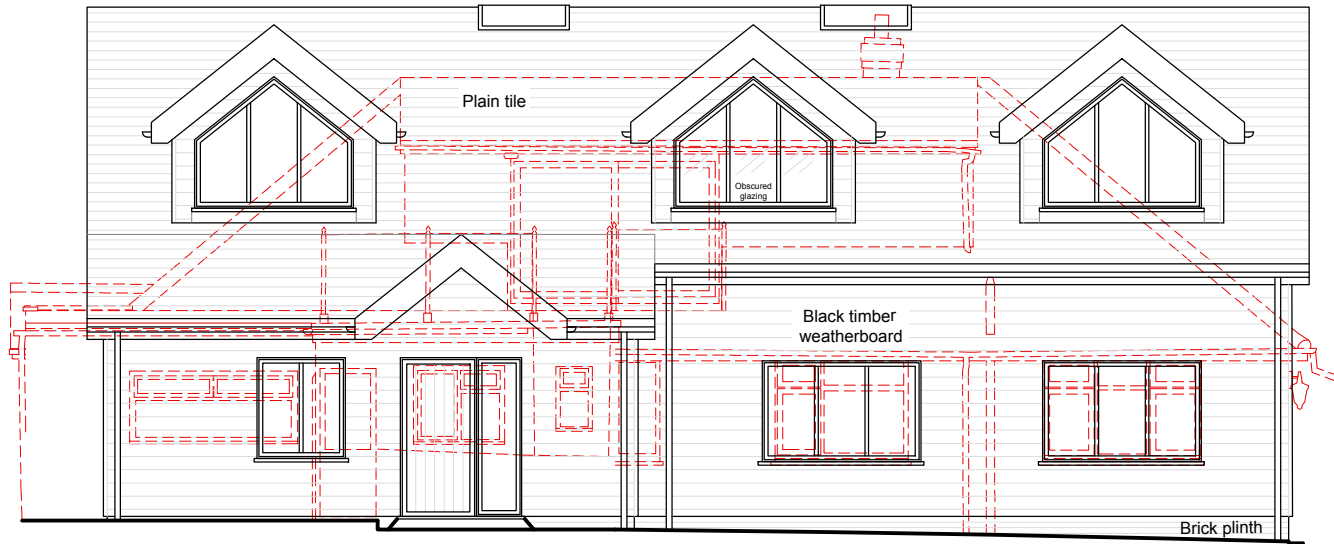 Plain tile
Obscured
glazing
Black timber
weatherboard
Brick plinth